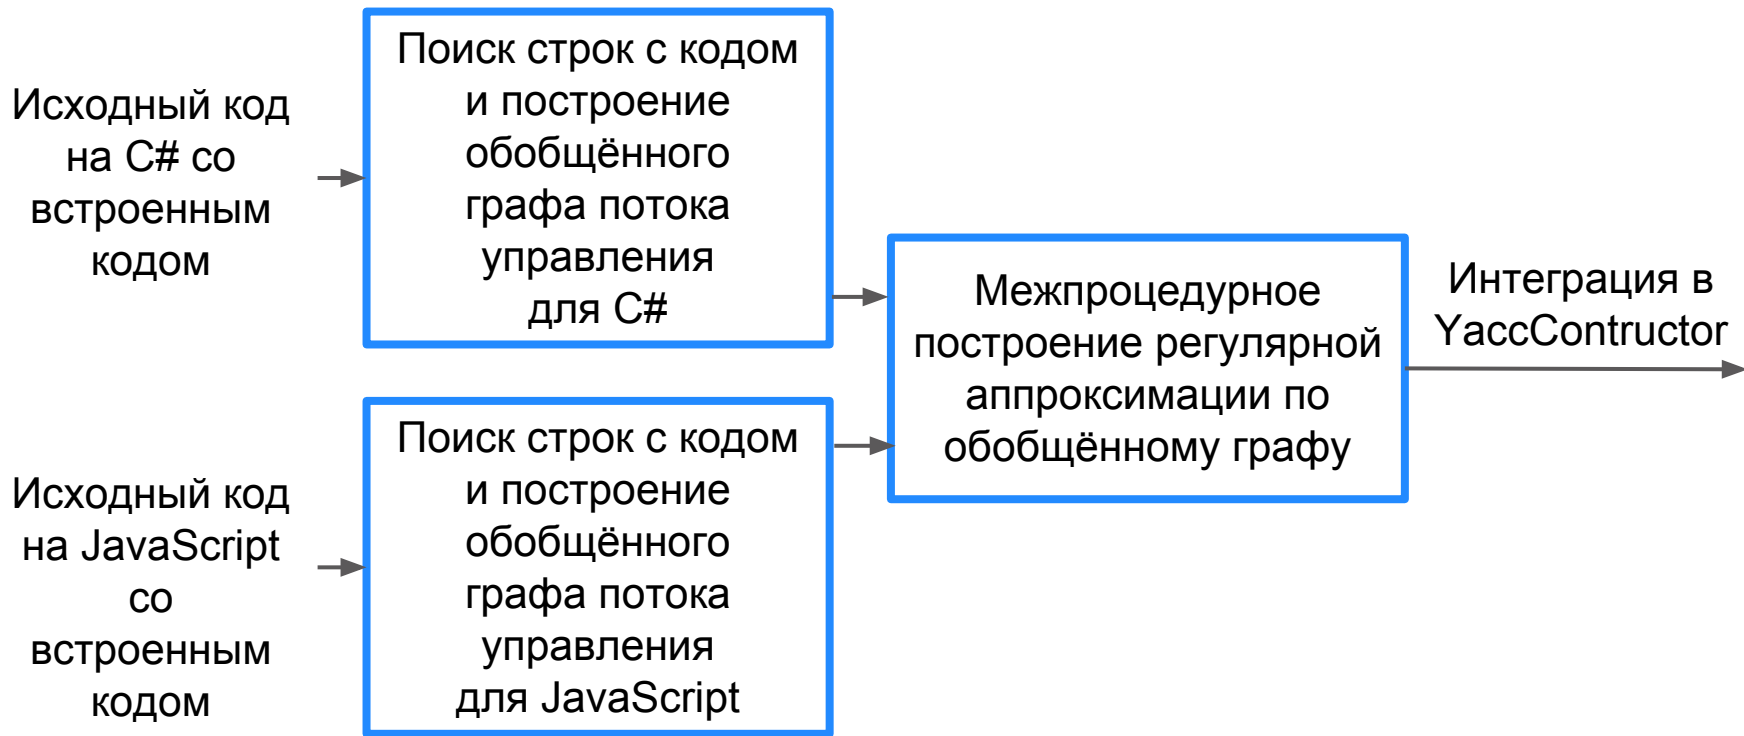 Исходный код
на C# со
встроенным
кодом
Поиск строк с кодом
и построение
обобщённого
графа потока
управления
для C#
Исходный код
на JavaScript
со
встроенным
кодом
Поиск строк с кодом
и построение
обобщённого
графа потока
управления
для JavaScript
Межпроцедурное
построение регулярной
аппроксимации по
обобщённому графу
Интеграция в
YaccContructor